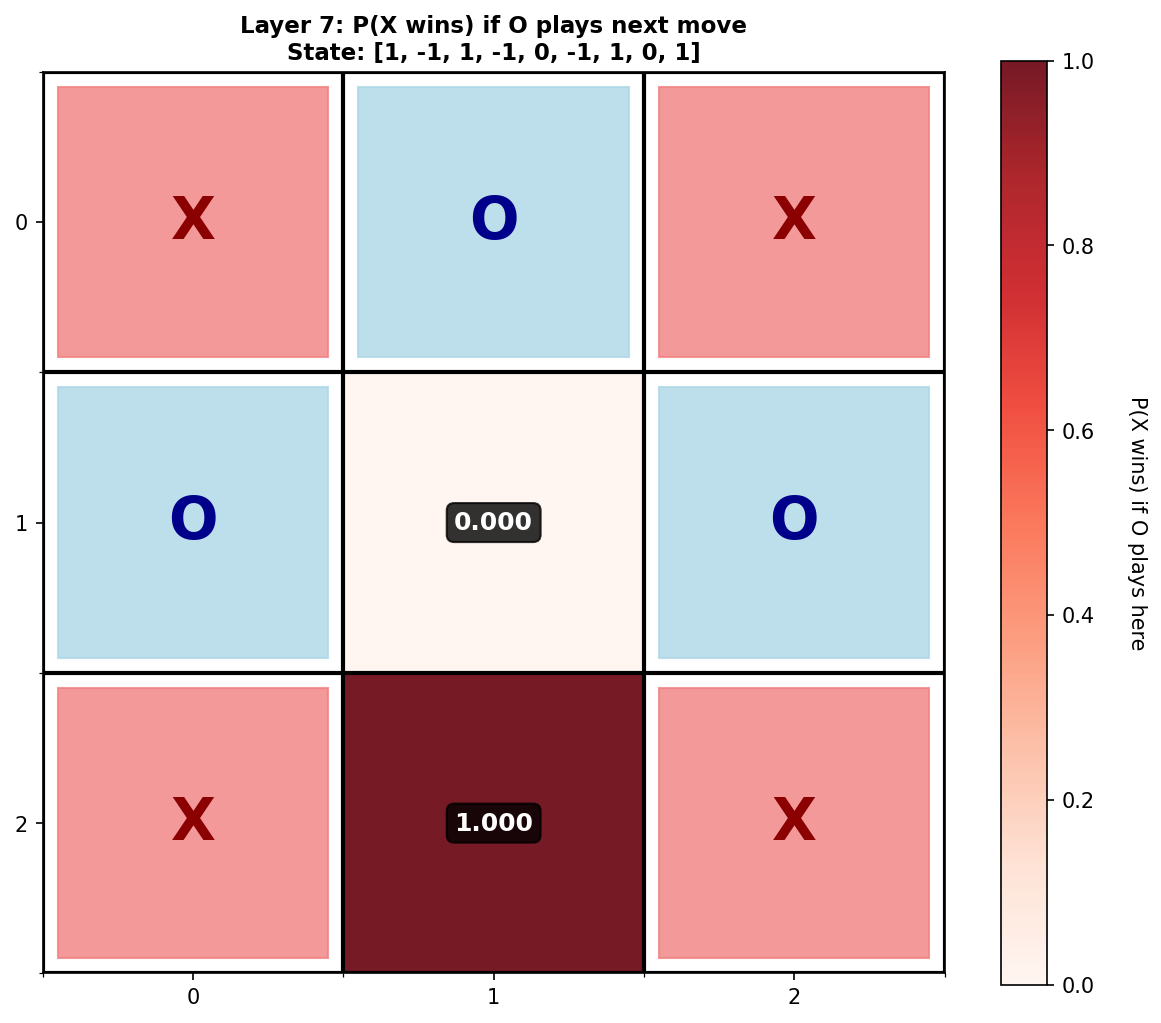 Layer 7: P(X wins) if O plays next move
State: [1, -1, 1, -1, 0, -1, 1, 0, 1]
0
X
O
X
1
O
0.000
O
2
X
1.000
X
0
1
2
1.0
0.8
0.6
0.4
0.2
0.0
P(X wins) if O plays here